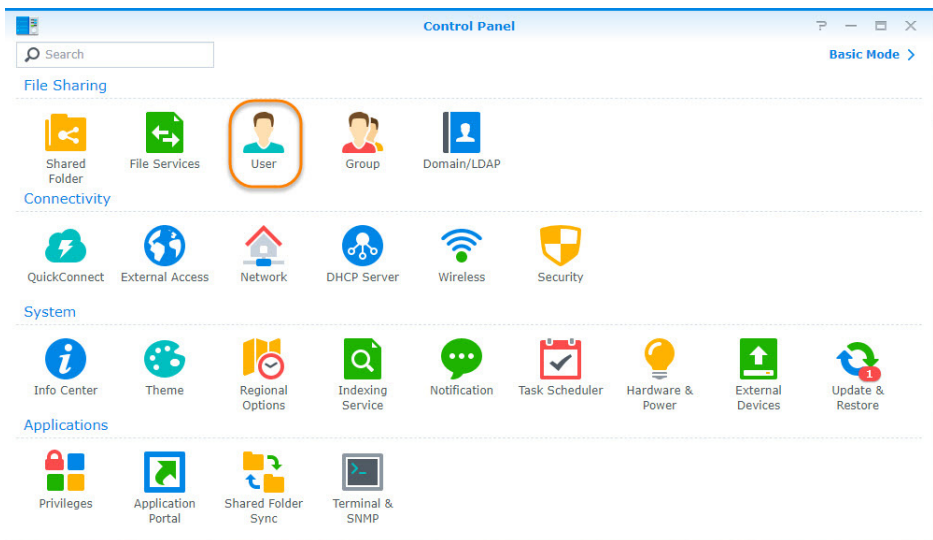 Control Panel
Search
Basic Mode
File Sharing
Shared
Folder
File Services
User
Group
Domain/LDAP
Connectivity
QuickConnect
External Access
Network
DHCP Server
Wireless
Security
System
Info Center
Theme
Regional
Options
Indexing
Service
Notification
Task Scheduler
Hardware &
Power
External
Devices
1
Update &
Restore
Applications
Privileges
Application
Portal
Shared Folder
Sync
Terminal &
SNMP